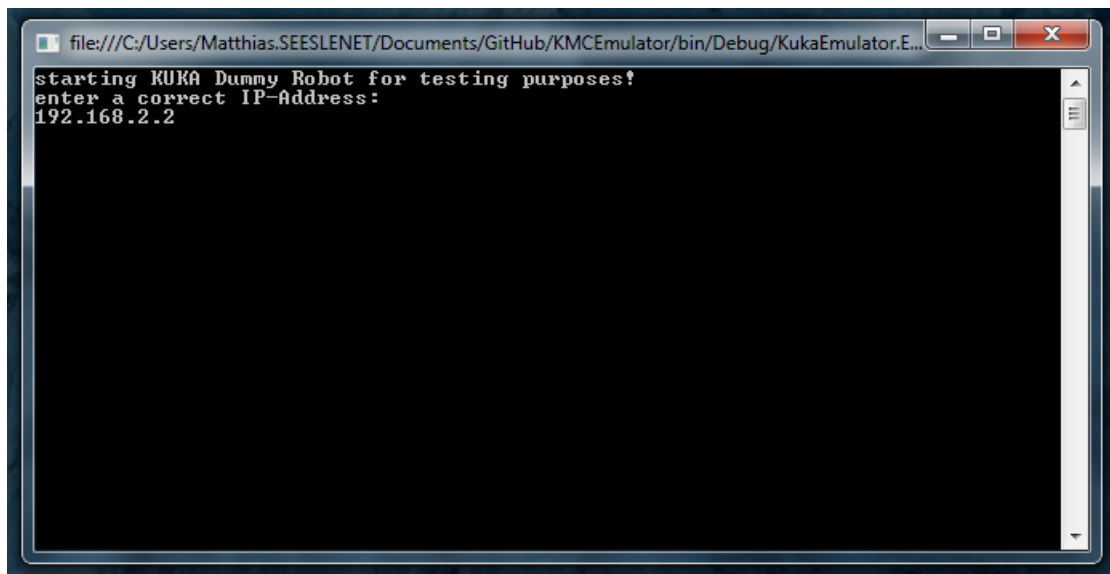 file:///C:/Users/Matthias.SEESLENET/Documents/GitHub/KMCEmulator/bin/Debug/KukaEmulator.E...
starting KUKA Dummy Robot for testing purposes!
enter a correct IP-Address:
192.168.2.2